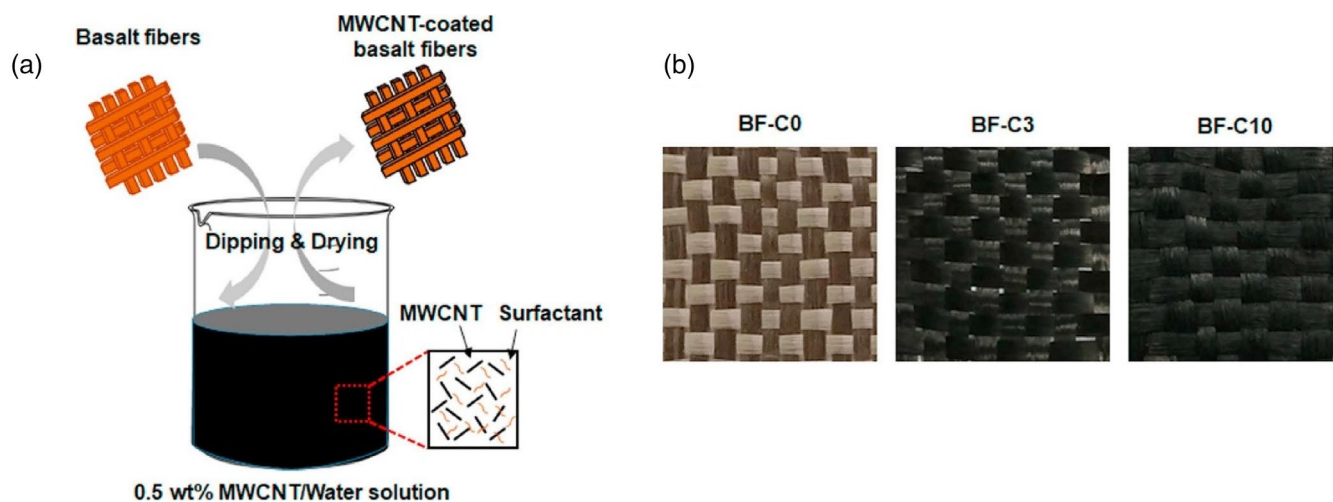 (a)
Basalt fibers
MWCNT-coated
basalt fibers
Dipping & Drying
MWCNT
Surfactant
0.5 wt% MWCNT/Water solution
(b)
BF-C0
BF-C3
BF-C10